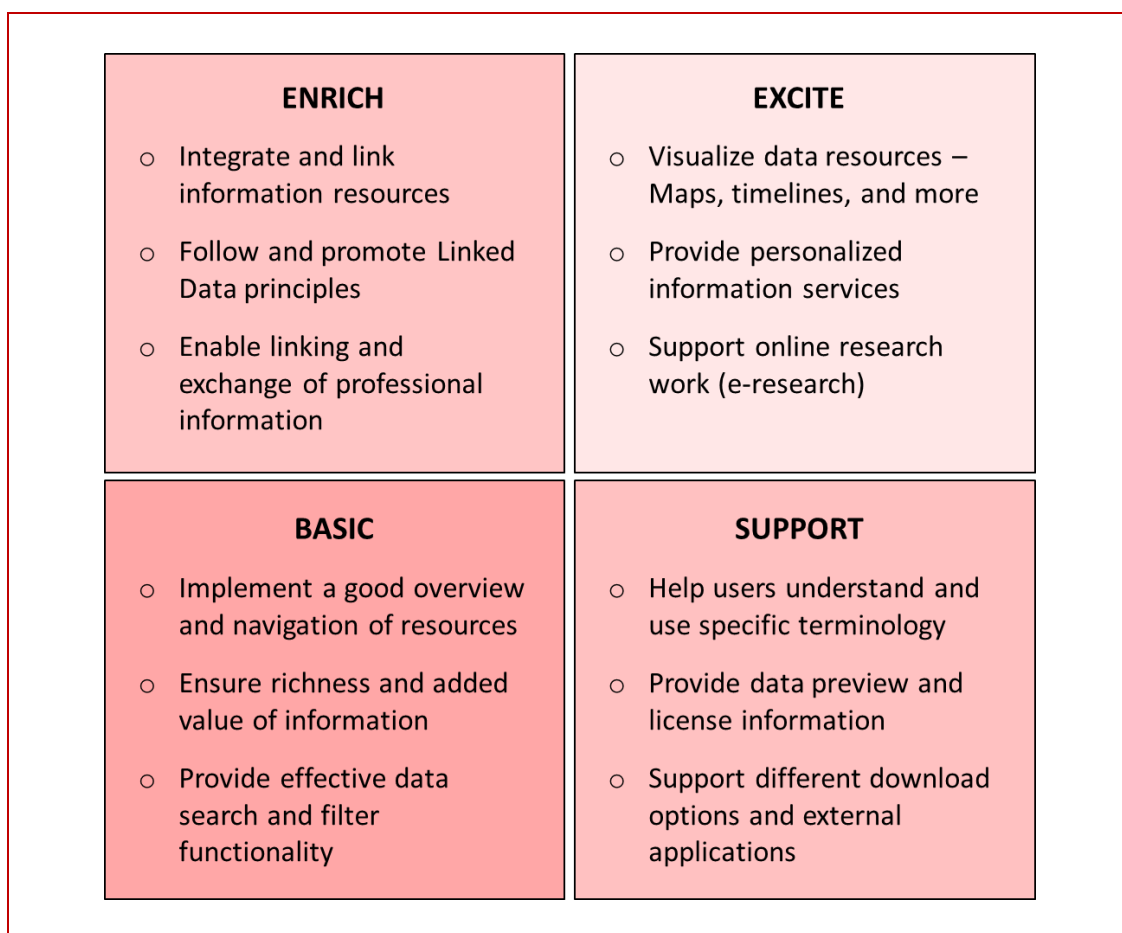 ENRICH
o Integrate and link
information resources
o Follow and promote Linked
Data principles
o Enable linking and
exchange of professional
information
EXCITE
o Visualize data resources –
Maps, timelines, and more
o Provide personalized
information services
o Support online research
work (e-research)
BASIC
o Implement a good overview
and navigation of resources
o Ensure richness and added
value of information
o Provide effective data
search and filter
functionality
SUPPORT
o Help users understand and
use specific terminology
o Provide data preview and
license information
o Support different download
options and external
applications